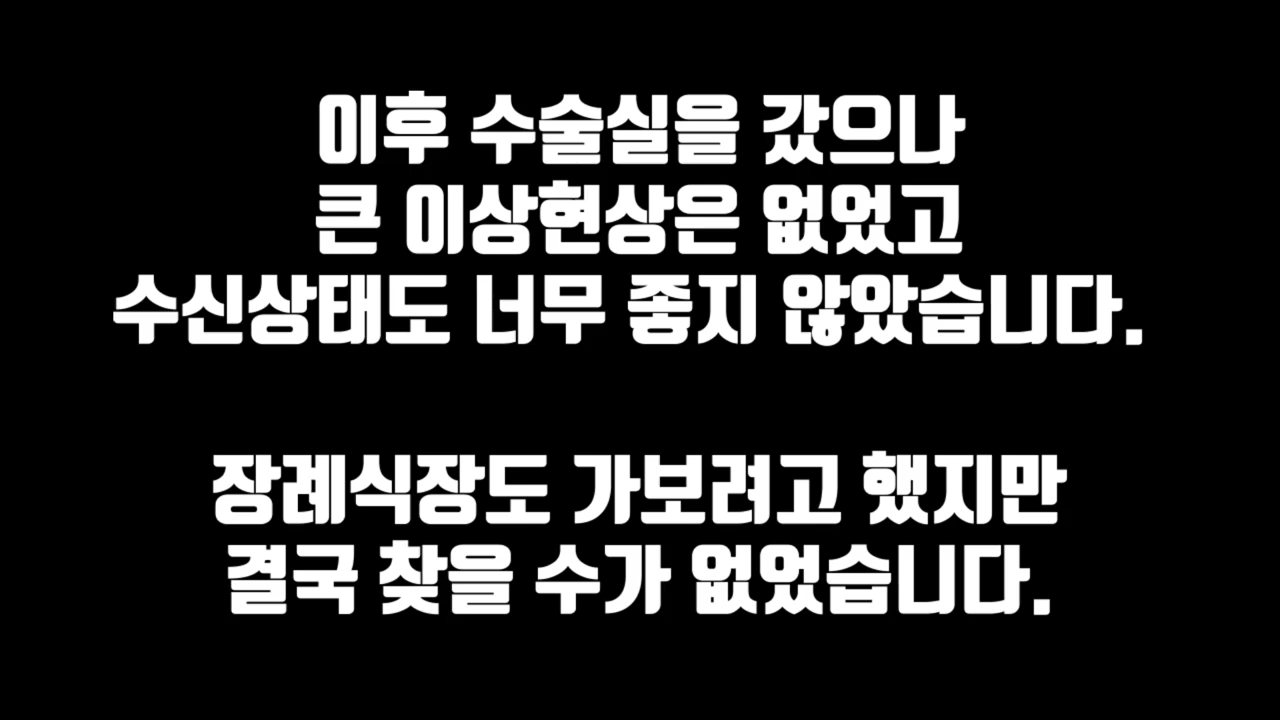 이후 수술실을 갔으나
큰 이상현상은 없었고
수신상태도 너무 좋지 않았습니다.
장례식장도 가보려고 했지만
결국 찾을 수가 없었습니다.